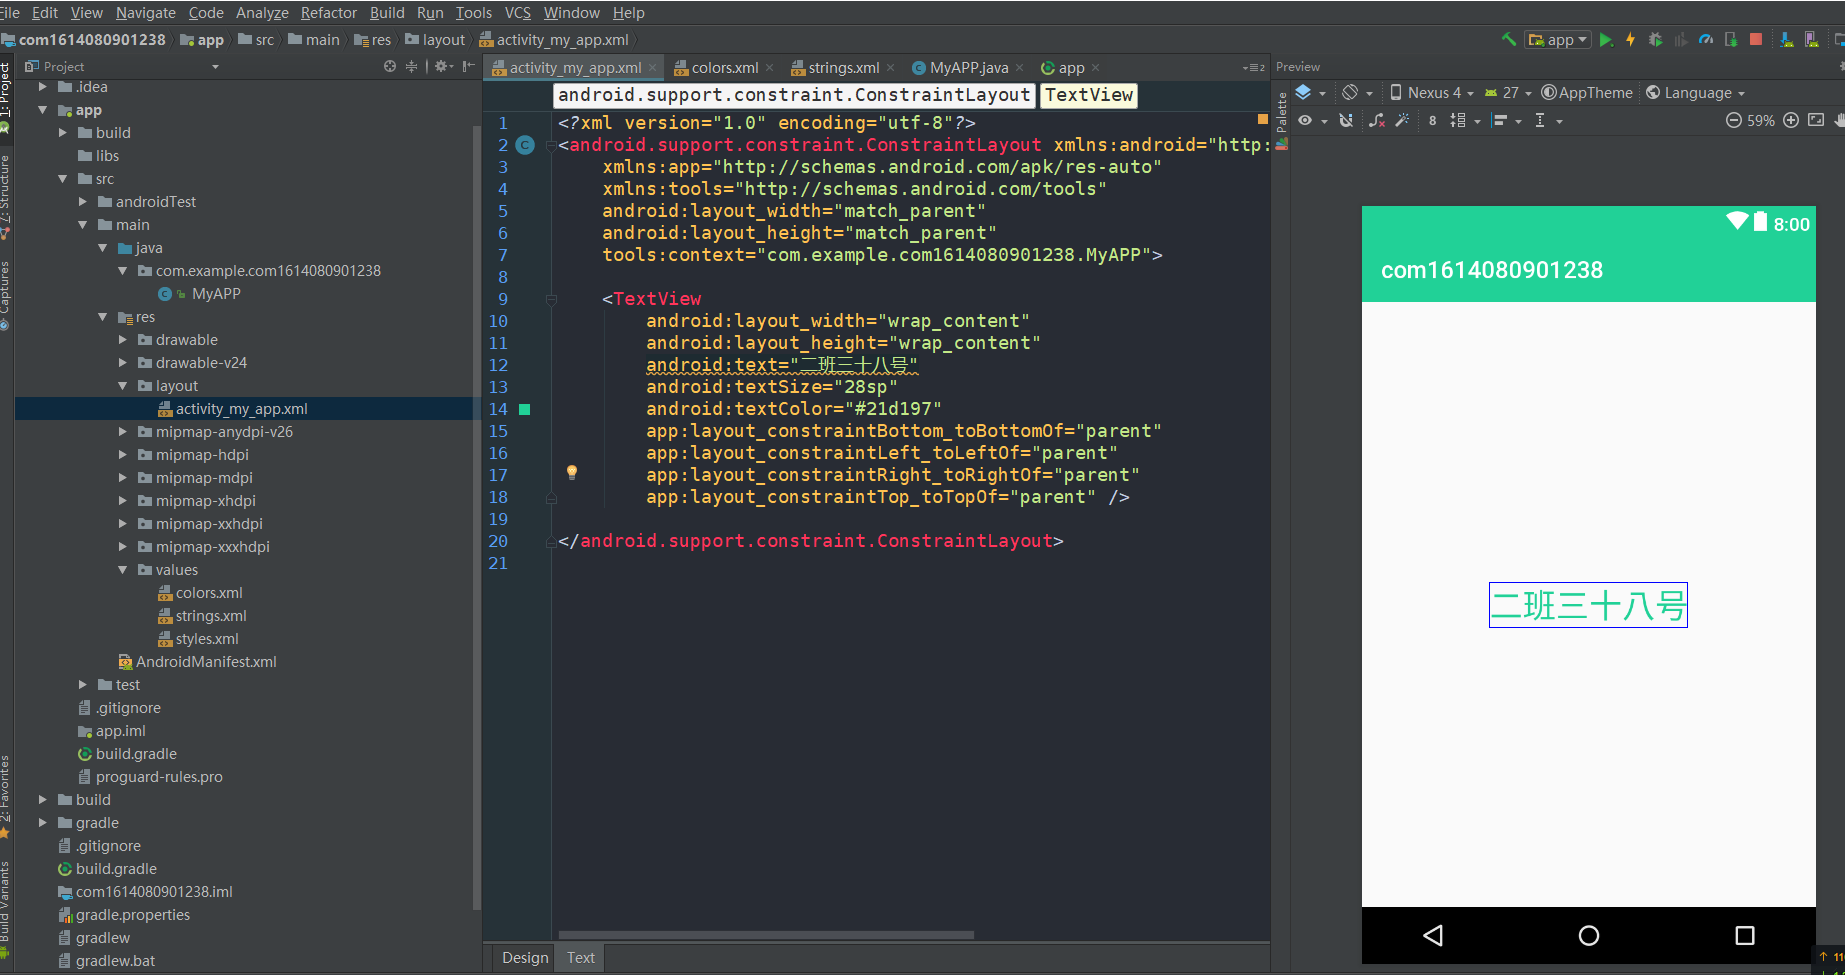 File Edit View Navigate Code Analyze Refactor Build Run Tools VCS Window Help
com1614080901238 app src main res layout activity_my_app.xml
app
Project
activity_my_app.xml colors.xml strings.xml MyAPP.java app
Preview
1: Project
7: Structure
Captures
2: Favorites
Build Variants
.idea
app
build
libs
src
androidTest
main
java
com.example.com1614080901238
MyAPP
res
drawable
drawable-v24
layout
activity_my_app.xml
mipmap-anydpi-v26
mipmap-hdpi
mipmap-mdpi
mipmap-xhdpi
mipmap-xxhdpi
mipmap-xxxhdpi
values
colors.xml
strings.xml
styles.xml
AndroidManifest.xml
test
.gitignore
app.iml
build.gradle
proguard-rules.pro
build
gradle
.gitignore
build.gradle
com1614080901238.iml
gradle.properties
gradlew
gradlew.bat
android.support.constraint.ConstraintLayout TextView
1 <?xml version="1.0" encoding="utf-8"?>
2 <android.support.constraint.ConstraintLayout xmlns:android="http:
3 xmlns:app="http://schemas.android.com/apk/res-auto"
4 xmlns:tools="http://schemas.android.com/tools"
5 android:layout_width="match_parent"
6 android:layout_height="match_parent"
7 tools:context="com.example.com1614080901238.MyAPP">
8
9 <TextView
10 android:layout_width="wrap_content"
11 android:layout_height="wrap_content"
12 android:text="二班三十八号"
13 android:textSize="28sp"
14 android:textColor="#21d197"
15 app:layout_constraintBottom_toBottomOf="parent"
16 app:layout_constraintLeft_toLeftOf="parent"
17 app:layout_constraintRight_toRightOf="parent"
18 app:layout_constraintTop_toTopOf="parent" />
19
20 </android.support.constraint.ConstraintLayout>
21
Design Text
Palette
Nexus 4 27 AppTheme Language
8 59%
8:00
com1614080901238
二班三十八号